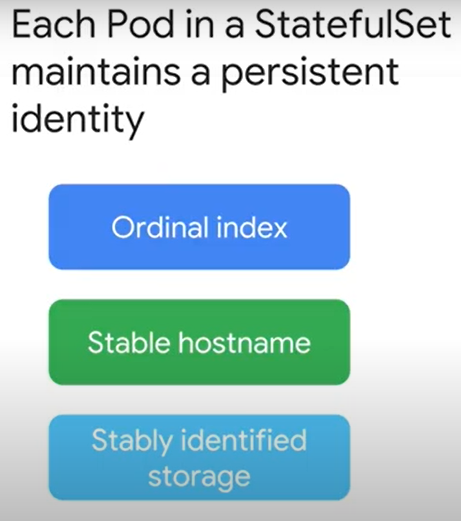 Each Pod in a StatefulSet
maintains a persistent
identity
Ordinal index
Stable hostname
Stably identified
storage